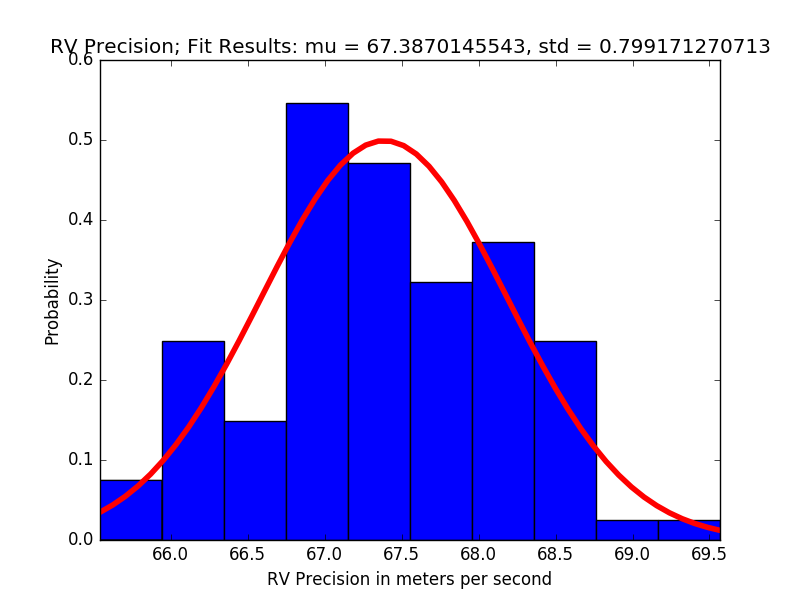 RV Precision; Fit Results: mu = 67.3870145543, std = 0.799171270713
0.6
0.5
0.4
0.3
0.2
0.1
0.0
Probability
66.0 66.5 67.0 67.5 68.0 68.5 69.0 69.5
RV Precision in meters per second